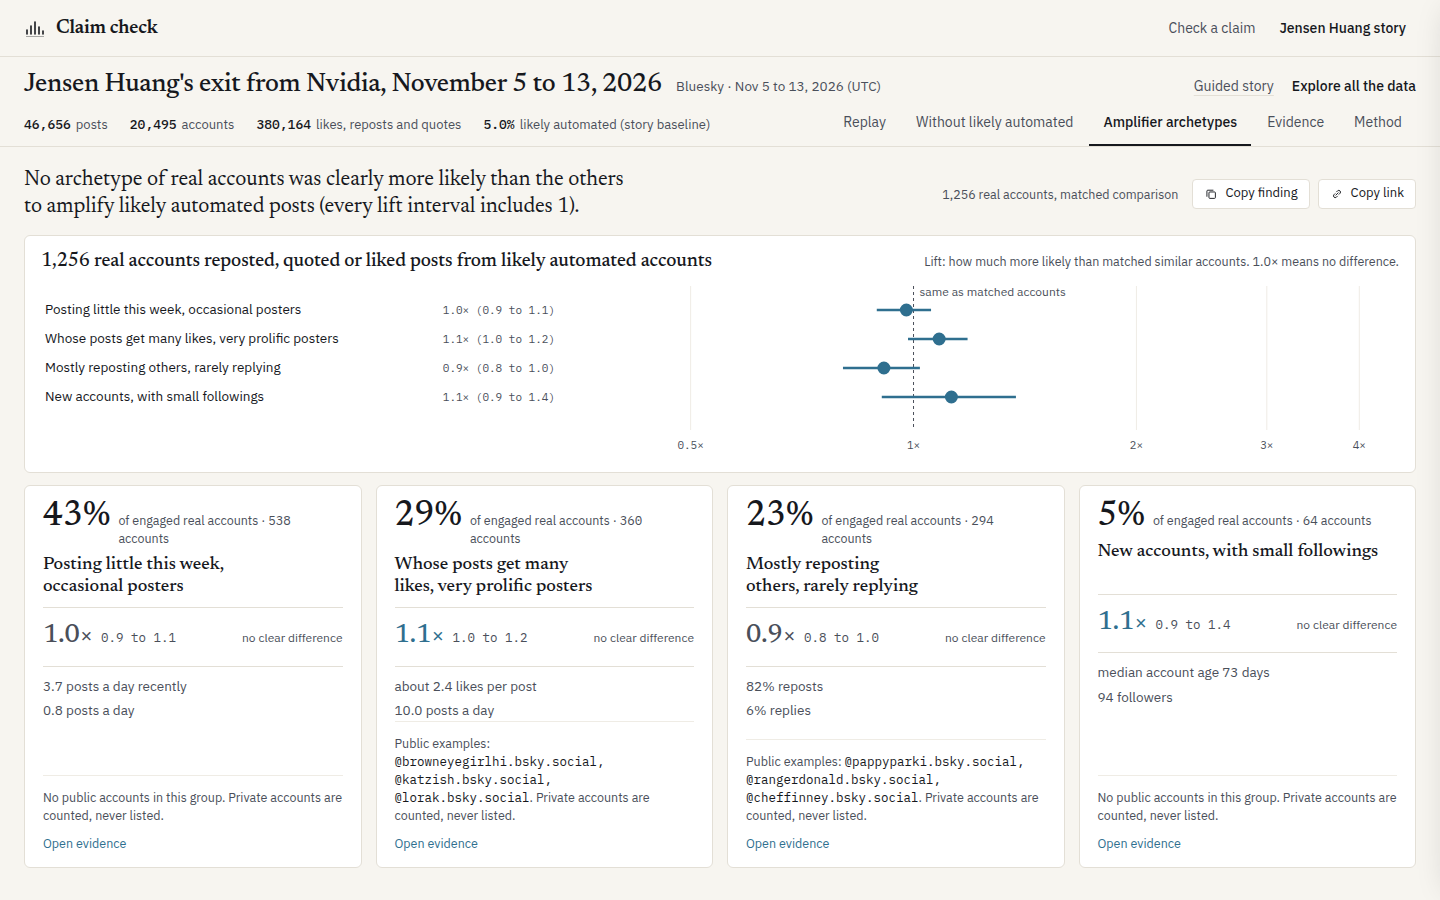 Claim check
Check a claim
Jensen Huang story
Jensen Huang's exit from Nvidia, November 5 to 13, 2026
Bluesky · Nov 5 to 13, 2026 (UTC)
Guided story
Explore all the data
46,656 posts
20,495 accounts
380,164 likes, reposts and quotes
5.0% likely automated (story baseline)
Replay
Without likely automated
Amplifier archetypes
Evidence
Method
No archetype of real accounts was clearly more likely than the others
to amplify likely automated posts (every lift interval includes 1).
1,256 real accounts, matched comparison
Copy finding
Copy link
1,256 real accounts reposted, quoted or liked posts from likely automated accounts
Lift: how much more likely than matched similar accounts. 1.0× means no difference.
same as matched accounts
Posting little this week, occasional posters
1.0× (0.9 to 1.1)
Whose posts get many likes, very prolific posters
1.1× (1.0 to 1.2)
Mostly reposting others, rarely replying
0.9× (0.8 to 1.0)
New accounts, with small followings
1.1× (0.9 to 1.4)
0.5×
1×
2×
3×
4×
43% of engaged real accounts · 538
accounts
Posting little this week,
occasional posters
1.0× 0.9 to 1.1
no clear difference
3.7 posts a day recently
0.8 posts a day
No public accounts in this group. Private accounts are
counted, never listed.
Open evidence
29% of engaged real accounts · 360
accounts
Whose posts get many
likes, very prolific posters
1.1× 1.0 to 1.2
no clear difference
about 2.4 likes per post
10.0 posts a day
Public examples:
@browneyegirlhi.bsky.social,
@katzish.bsky.social,
@lorak.bsky.social. Private accounts are
counted, never listed.
Open evidence
23% of engaged real accounts · 294
accounts
Mostly reposting
others, rarely replying
0.9× 0.8 to 1.0
no clear difference
82% reposts
6% replies
Public examples: @pappyparki.bsky.social,
@rangerdonald.bsky.social,
@cheffinney.bsky.social. Private accounts are
counted, never listed.
Open evidence
5% of engaged real accounts · 64 accounts
New accounts, with small followings
1.1× 0.9 to 1.4
no clear difference
median account age 73 days
94 followers
No public accounts in this group. Private accounts are
counted, never listed.
Open evidence